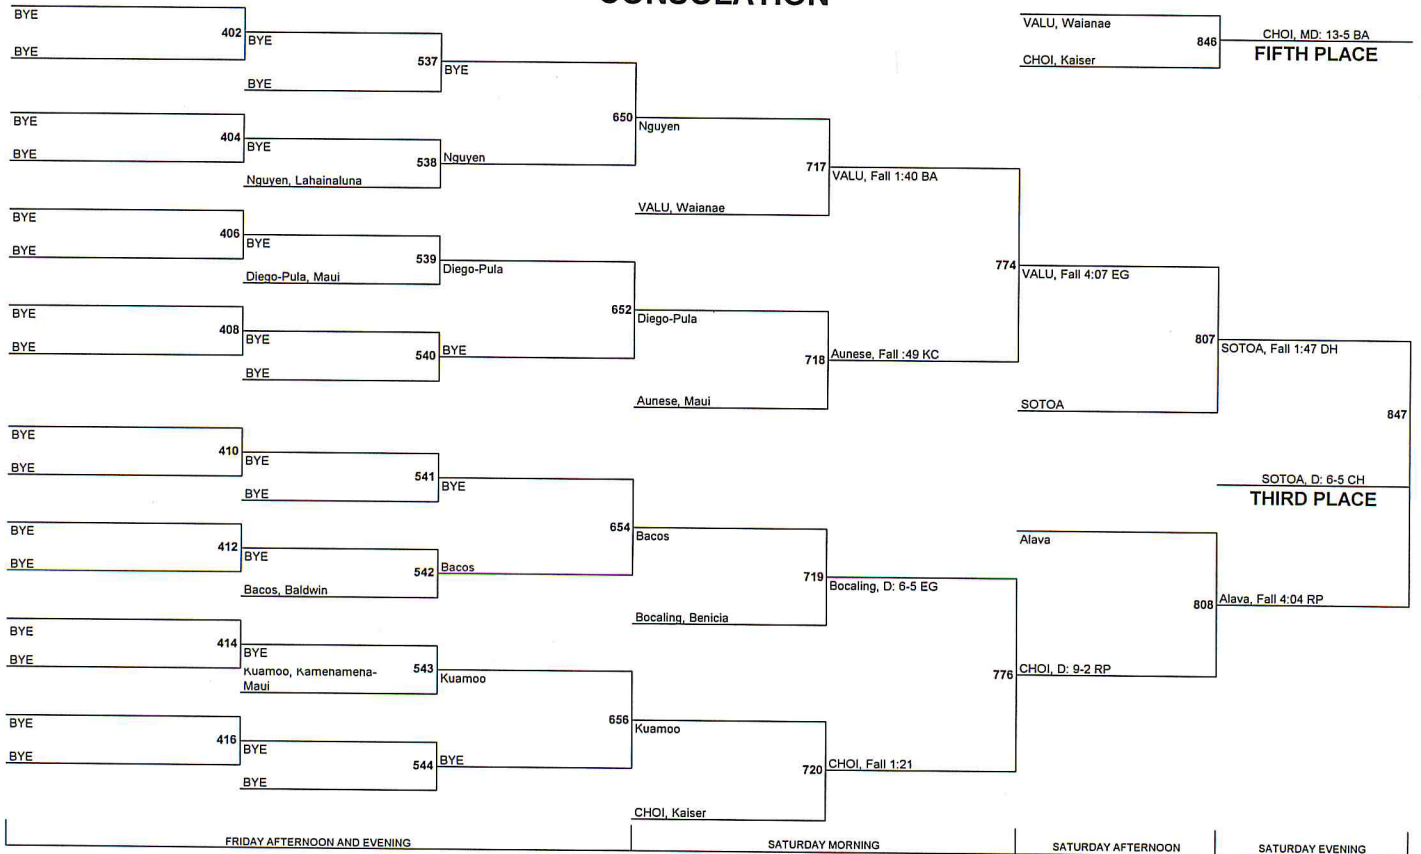 CONSOLATION
BYE
402
BYE
BYE
537
BYE
BYE
650
Nguyen
BYE
404
BYE
BYE
538
Nguyen
Nguyen, Lahainaluna
717
VALU, Fall 1:40 BA
VALU, Waianae
BYE
406
BYE
BYE
539
Diego-Pula
Diego-Pula, Maui
774
VALU, Fall 4:07 EG
652
Diego-Pula
BYE
408
BYE
BYE
540
BYE
BYE
718
Aunese, Fall :49 KC
Aunese, Maui
807
SOTOA, Fall 1:47 DH
SOTOA
847
BYE
410
BYE
BYE
541
BYE
BYE
654
Bacos
BYE
412
BYE
BYE
542
Bacos
Bacos, Baldwin
719
Bocaling, D: 6-5 EG
Bocaling, Benicia
SOTOA, D: 6-5 CH
THIRD PLACE
Alava
808
Alava, Fall 4:04 RP
BYE
414
BYE
BYE
543
Kuamoo
Kuamoo, Kamenamena-
Maui
776
CHOI, D: 9-2 RP
656
Kuamoo
BYE
416
BYE
BYE
544
BYE
BYE
720
CHOI, Fall 1:21
CHOI, Kaiser
VALU, Waianae
846
CHOI, MD: 13-5 BA
CHOI, Kaiser
FIFTH PLACE
FRIDAY AFTERNOON AND EVENING
SATURDAY MORNING
SATURDAY AFTERNOON
SATURDAY EVENING